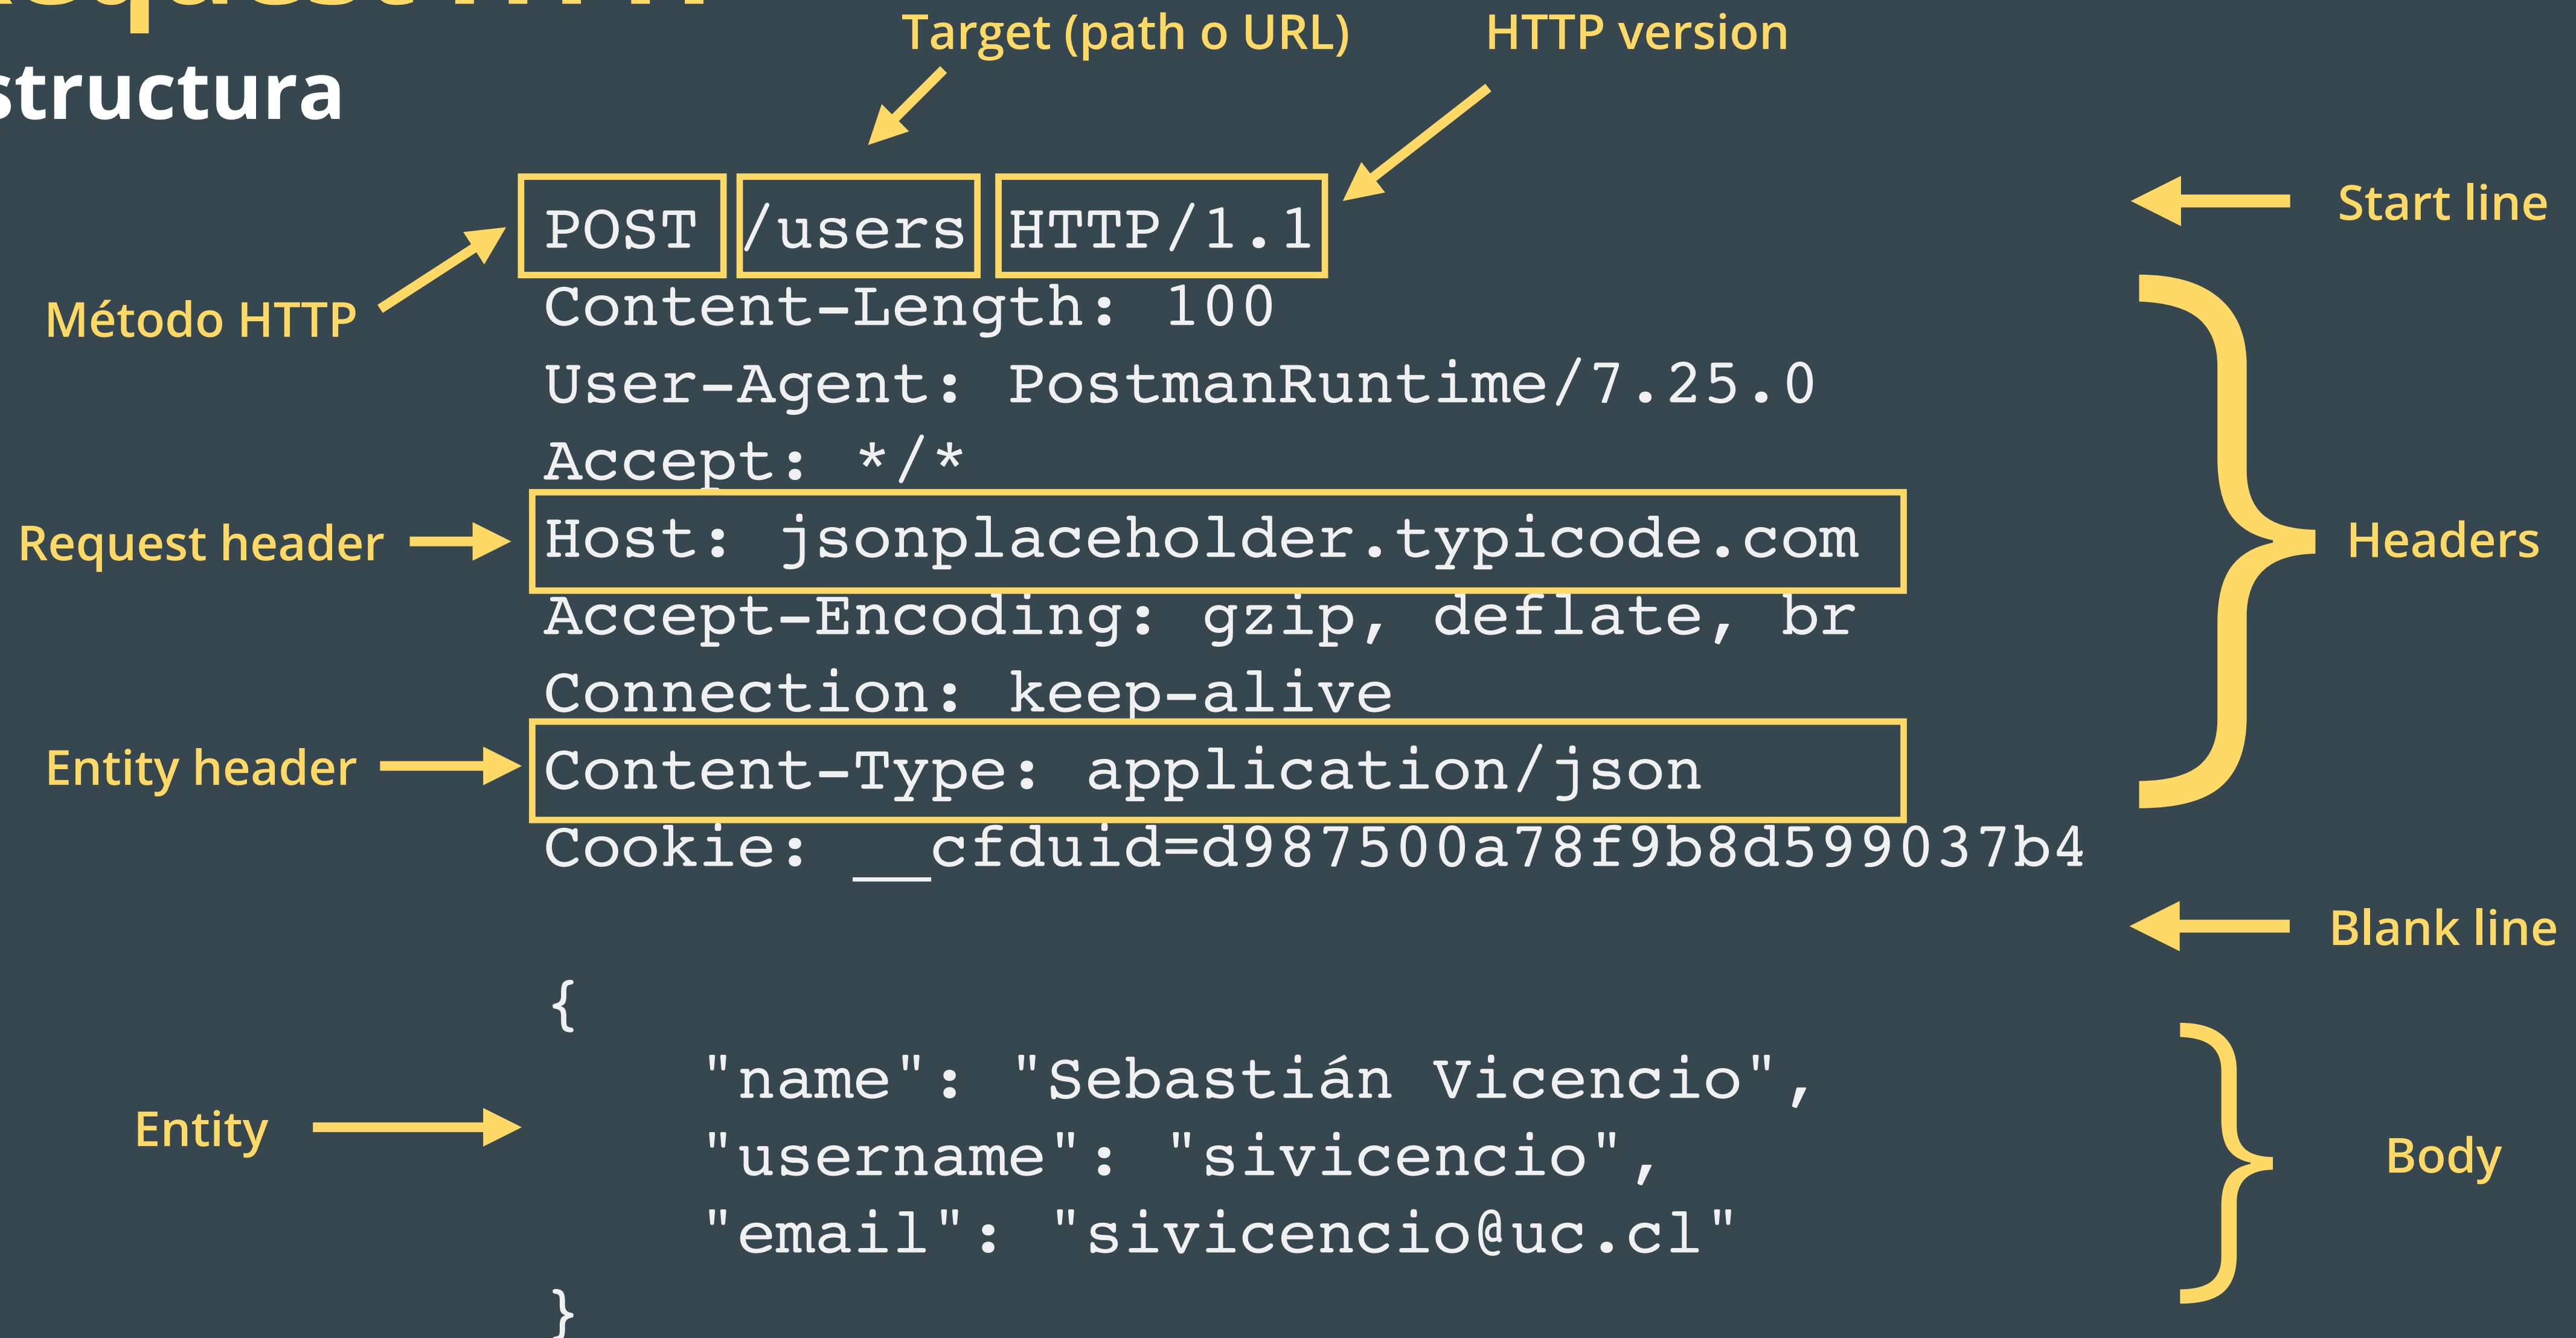 structura
Target (path o URL)
HTTP version
POST /users HTTP/1.1
Start line
Método HTTP
Content-Length: 100
User-Agent: PostmanRuntime/7.25.0
Accept: */*
Request header
Host: jsonplaceholder.typicode.com
Headers
Accept-Encoding: gzip, deflate, br
Connection: keep-alive
Entity header
Content-Type: application/json
Cookie: __cfduid=d987500a78f9b8d599037b4
Blank line
{
"name": "Sebastián Vicencio",
Entity
"username": "sivicencio",
Body
"email": "sivicencio@uc.cl"
}